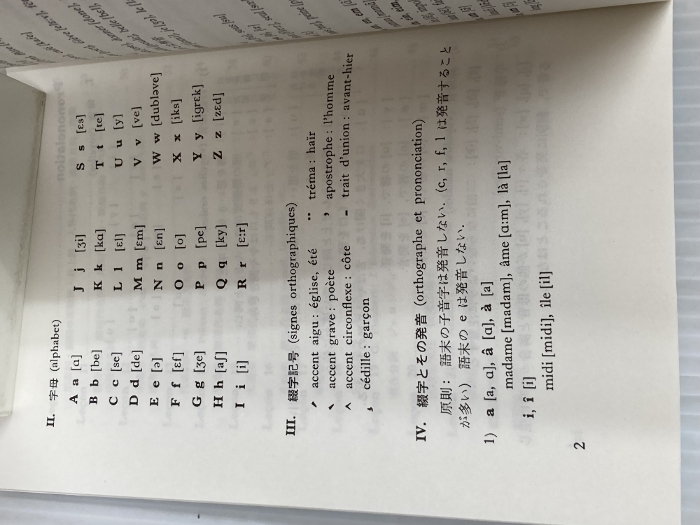 II. 字母 (alphabet)
A a [ɑ] J j [ʒi] S s [ɛs]
B b [be] K k [kɑ] T t [te]
C c [se] L l [ɛl] U u [y]
D d [de] M m [ɛm] V v [ve]
E e [ə] N n [ɛn] W w [dubləve]
F f [ɛf] O o [o] X x [iks]
G g [ʒe] P p [pe] Y y [igrɛk]
H h [aʃ] Q q [ky] Z z [zɛd]
I i [i] R r [ɛ:r]
III. 綴字記号 (signes orthographiques)
ˊ accent aigu : église, été ¨ tréma : haïr
ˋ accent grave : poète ’ apostrophe : l'homme
^ accent circonflexe : côte - trait d'union : avant-hier
¸ cédille : garçon
IV. 綴字とその発音 (orthographe et prononciation)
原則： 語末の子音字は発音しない. (c, r, f, l は発音すること
が多い) 語末の e は発音しない.
1) a [a, ɑ], â [ɑ], à [a]
madame [madam], âme [ɑ:m], là [la]
i, î [i]
midi [midi], île [il]
2